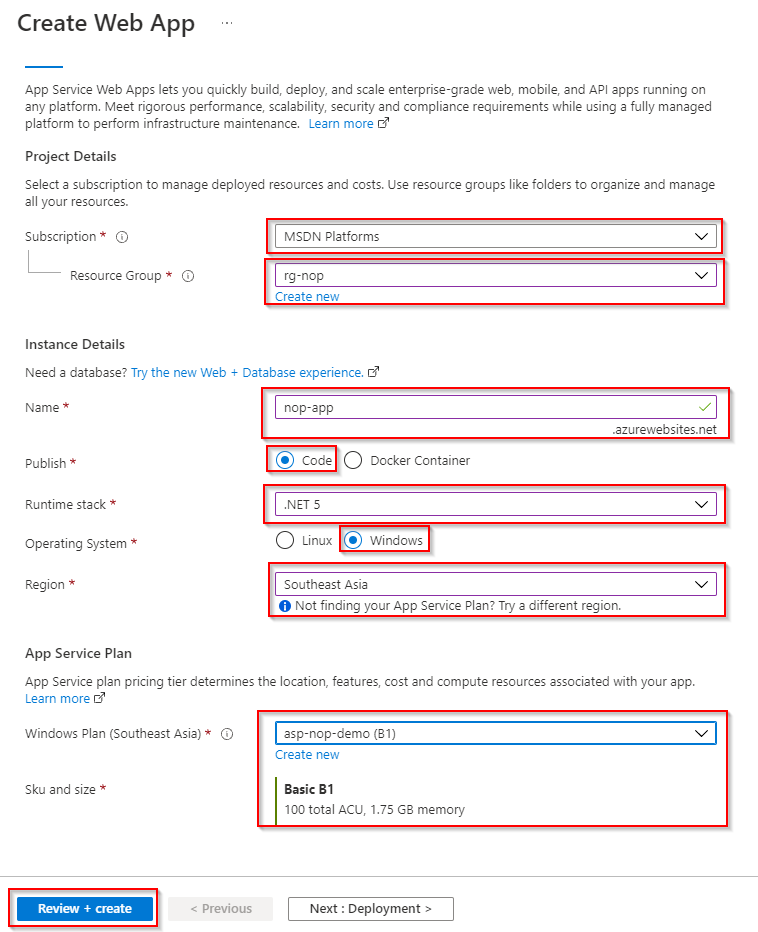 Create Web App ...
App Service Web Apps lets you quickly build, deploy, and scale enterprise-grade web, mobile, and API apps running on
any platform. Meet rigorous performance, scalability, security and compliance requirements while using a fully managed
platform to perform infrastructure maintenance. Learn more
Project Details
Select a subscription to manage deployed resources and costs. Use resource groups like folders to organize and manage
all your resources.
Subscription * MSDN Platforms
Resource Group * rg-nop
Create new
Instance Details
Need a database? Try the new Web + Database experience.
Name * nop-app
.azurewebsites.net
Publish * Code Docker Container
Runtime stack * .NET 5
Operating System * Linux Windows
Region * Southeast Asia
Not finding your App Service Plan? Try a different region.
App Service Plan
App Service plan pricing tier determines the location, features, cost and compute resources associated with your app.
Learn more
Windows Plan (Southeast Asia) * asp-nop-demo (B1)
Create new
Sku and size * Basic B1
100 total ACU, 1.75 GB memory
Review + create < Previous Next : Deployment >